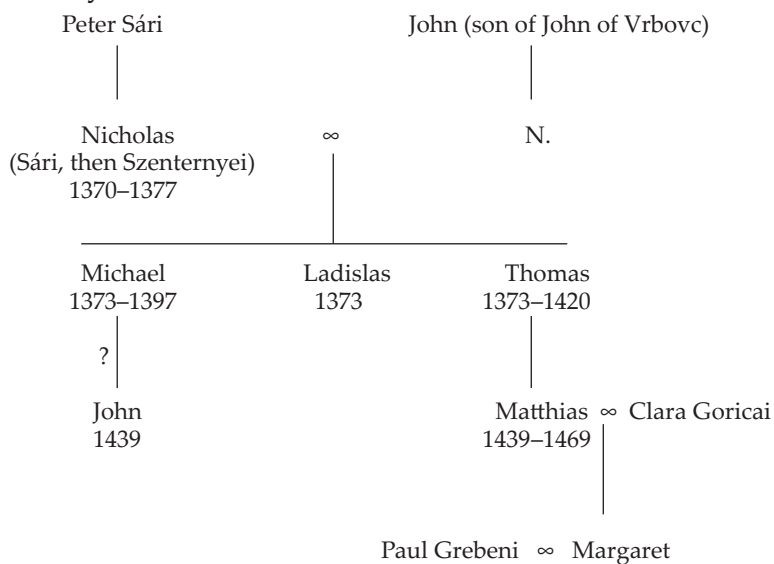 Peter Sári John (son of John of Vrbovc)
Nicholas ∞ N.
(Sári, then Szenternyei)
1370–1377
Michael Ladislas Thomas
1373–1397 1373 1373–1420
?
John Matthias ∞ Clara Goricai
1439 1439–1469
Paul Grebeni ∞ Margaret